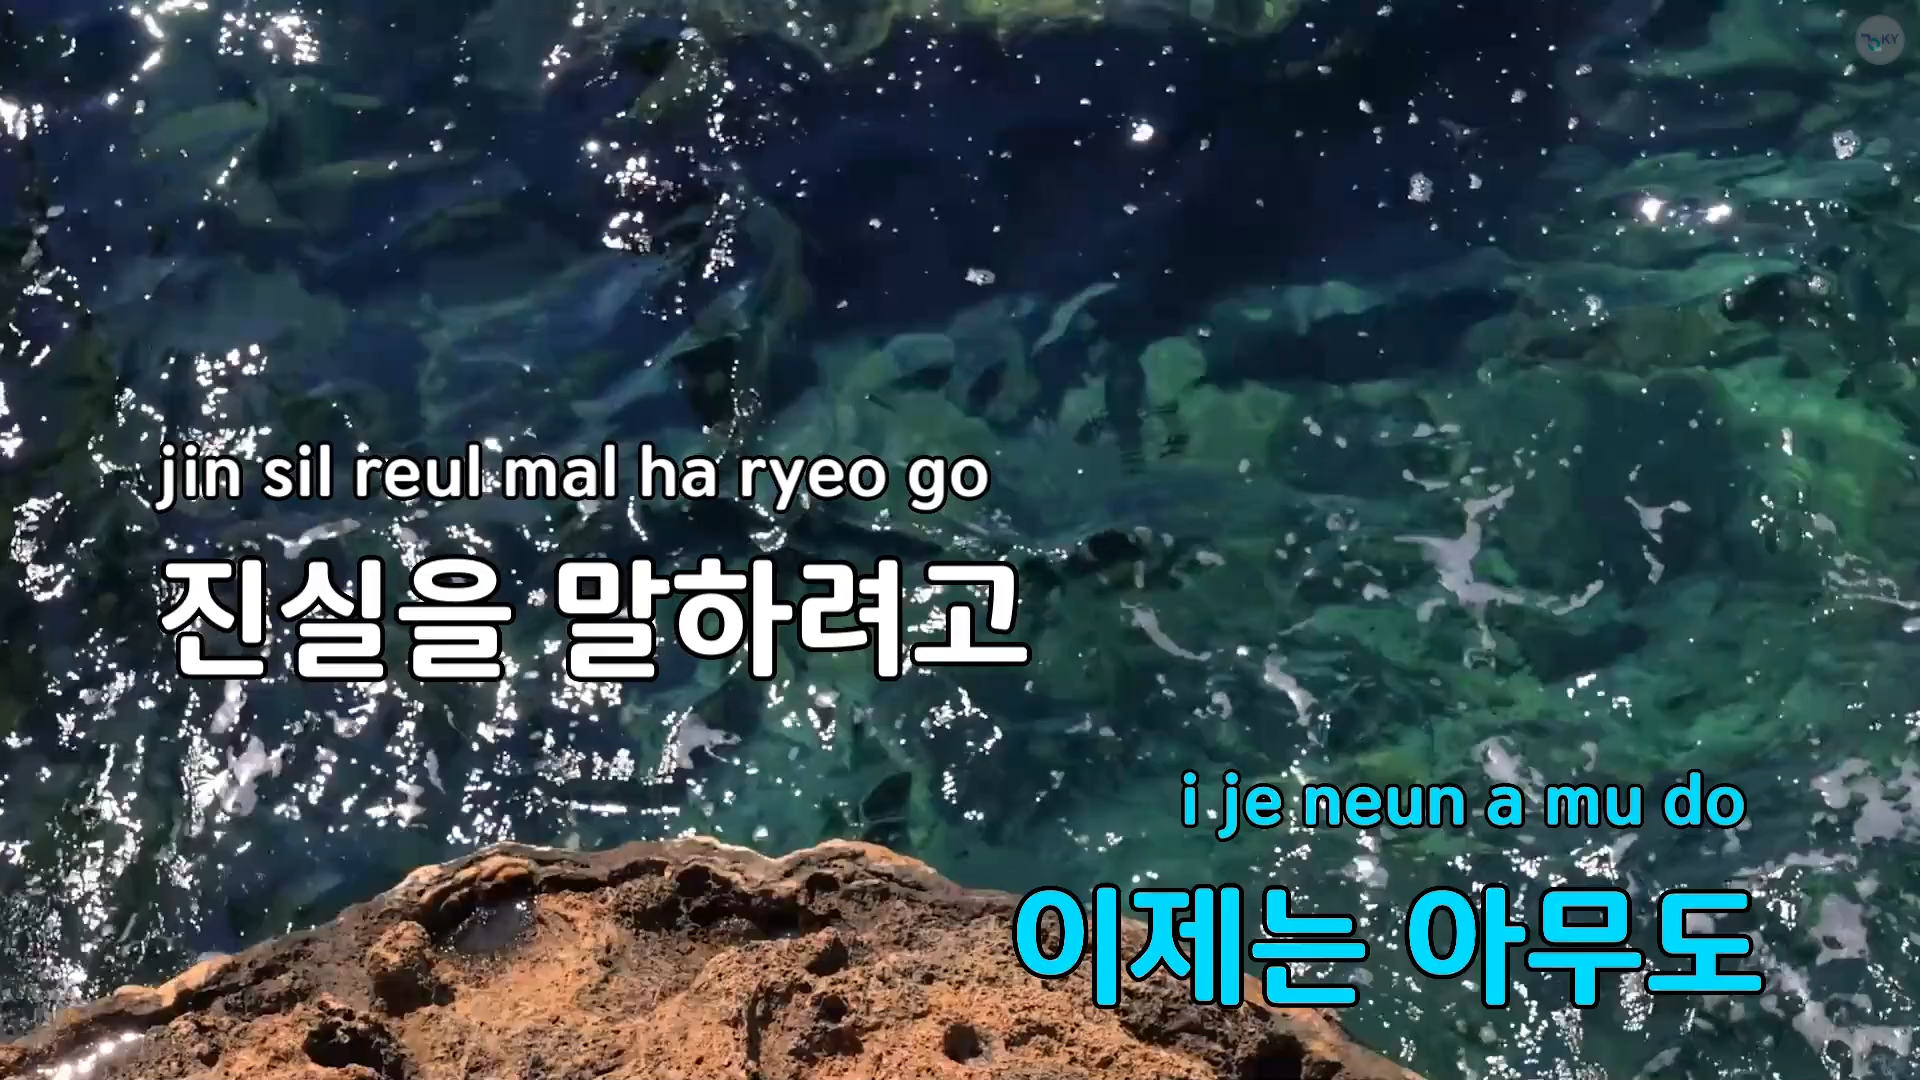 KY
jin sil reul mal ha ryeo go
진실을 말하려고
i je neun a mu do
이제는 아무도